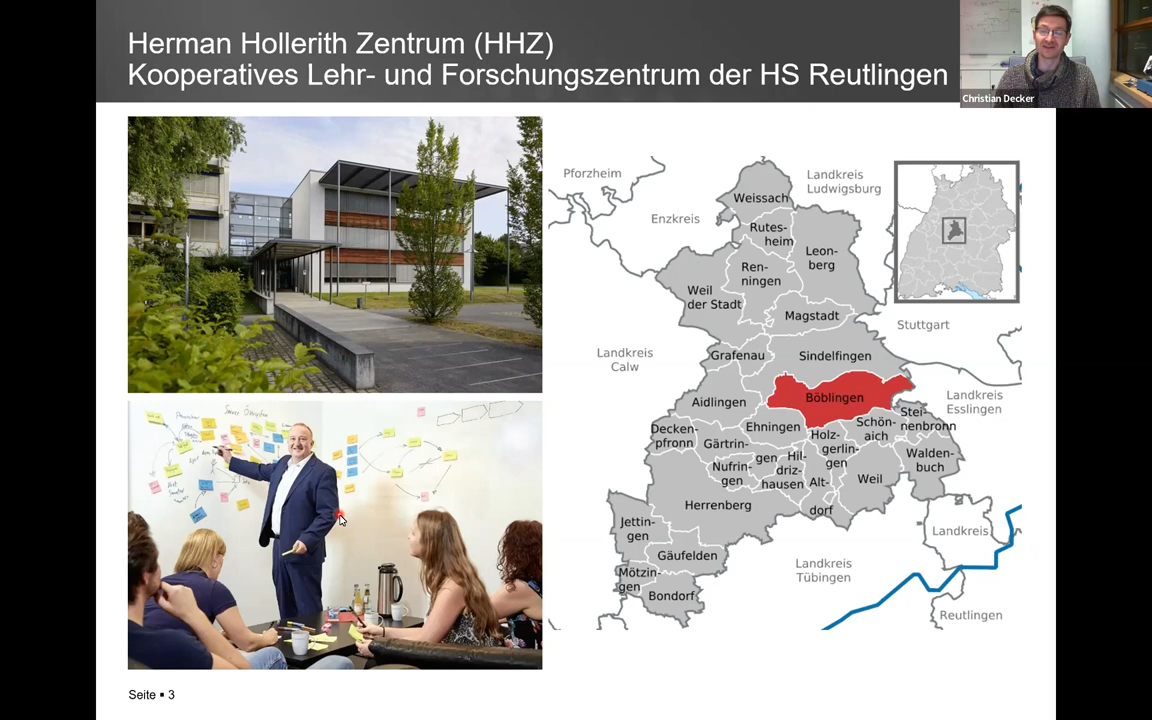 Herman Hollerith Zentrum (HHZ)
Kooperatives Lehr- und Forschungszentrum der HS Reutlingen
Christian Decker
Pforzheim
Landkreis
Ludwigsburg
Enzkreis
Weissach
Rutes-
heim
Leon-
berg
Ren-
ningen
Weil
der Stadt
Magstadt
Stuttgart
Landkreis
Calw
Grafenau
Sindelfingen
Böblingen
Landkreis
Esslingen
Aidlingen
Ehningen
Schön-
aich
Stei-
nenbronn
Decken-
pfronn
Gärtrin-
gen
Holz-
gerlin-
gen
Hil-
driz-
hausen
Walden-
buch
Nufrin-
gen
Alt-
dorf
Weil
Herrenberg
Jettin-
gen
Gäufelden
Mötzin-
gen
Bondorf
Landkreis
Tübingen
Landkreis
Reutlingen
Seite ▪ 3